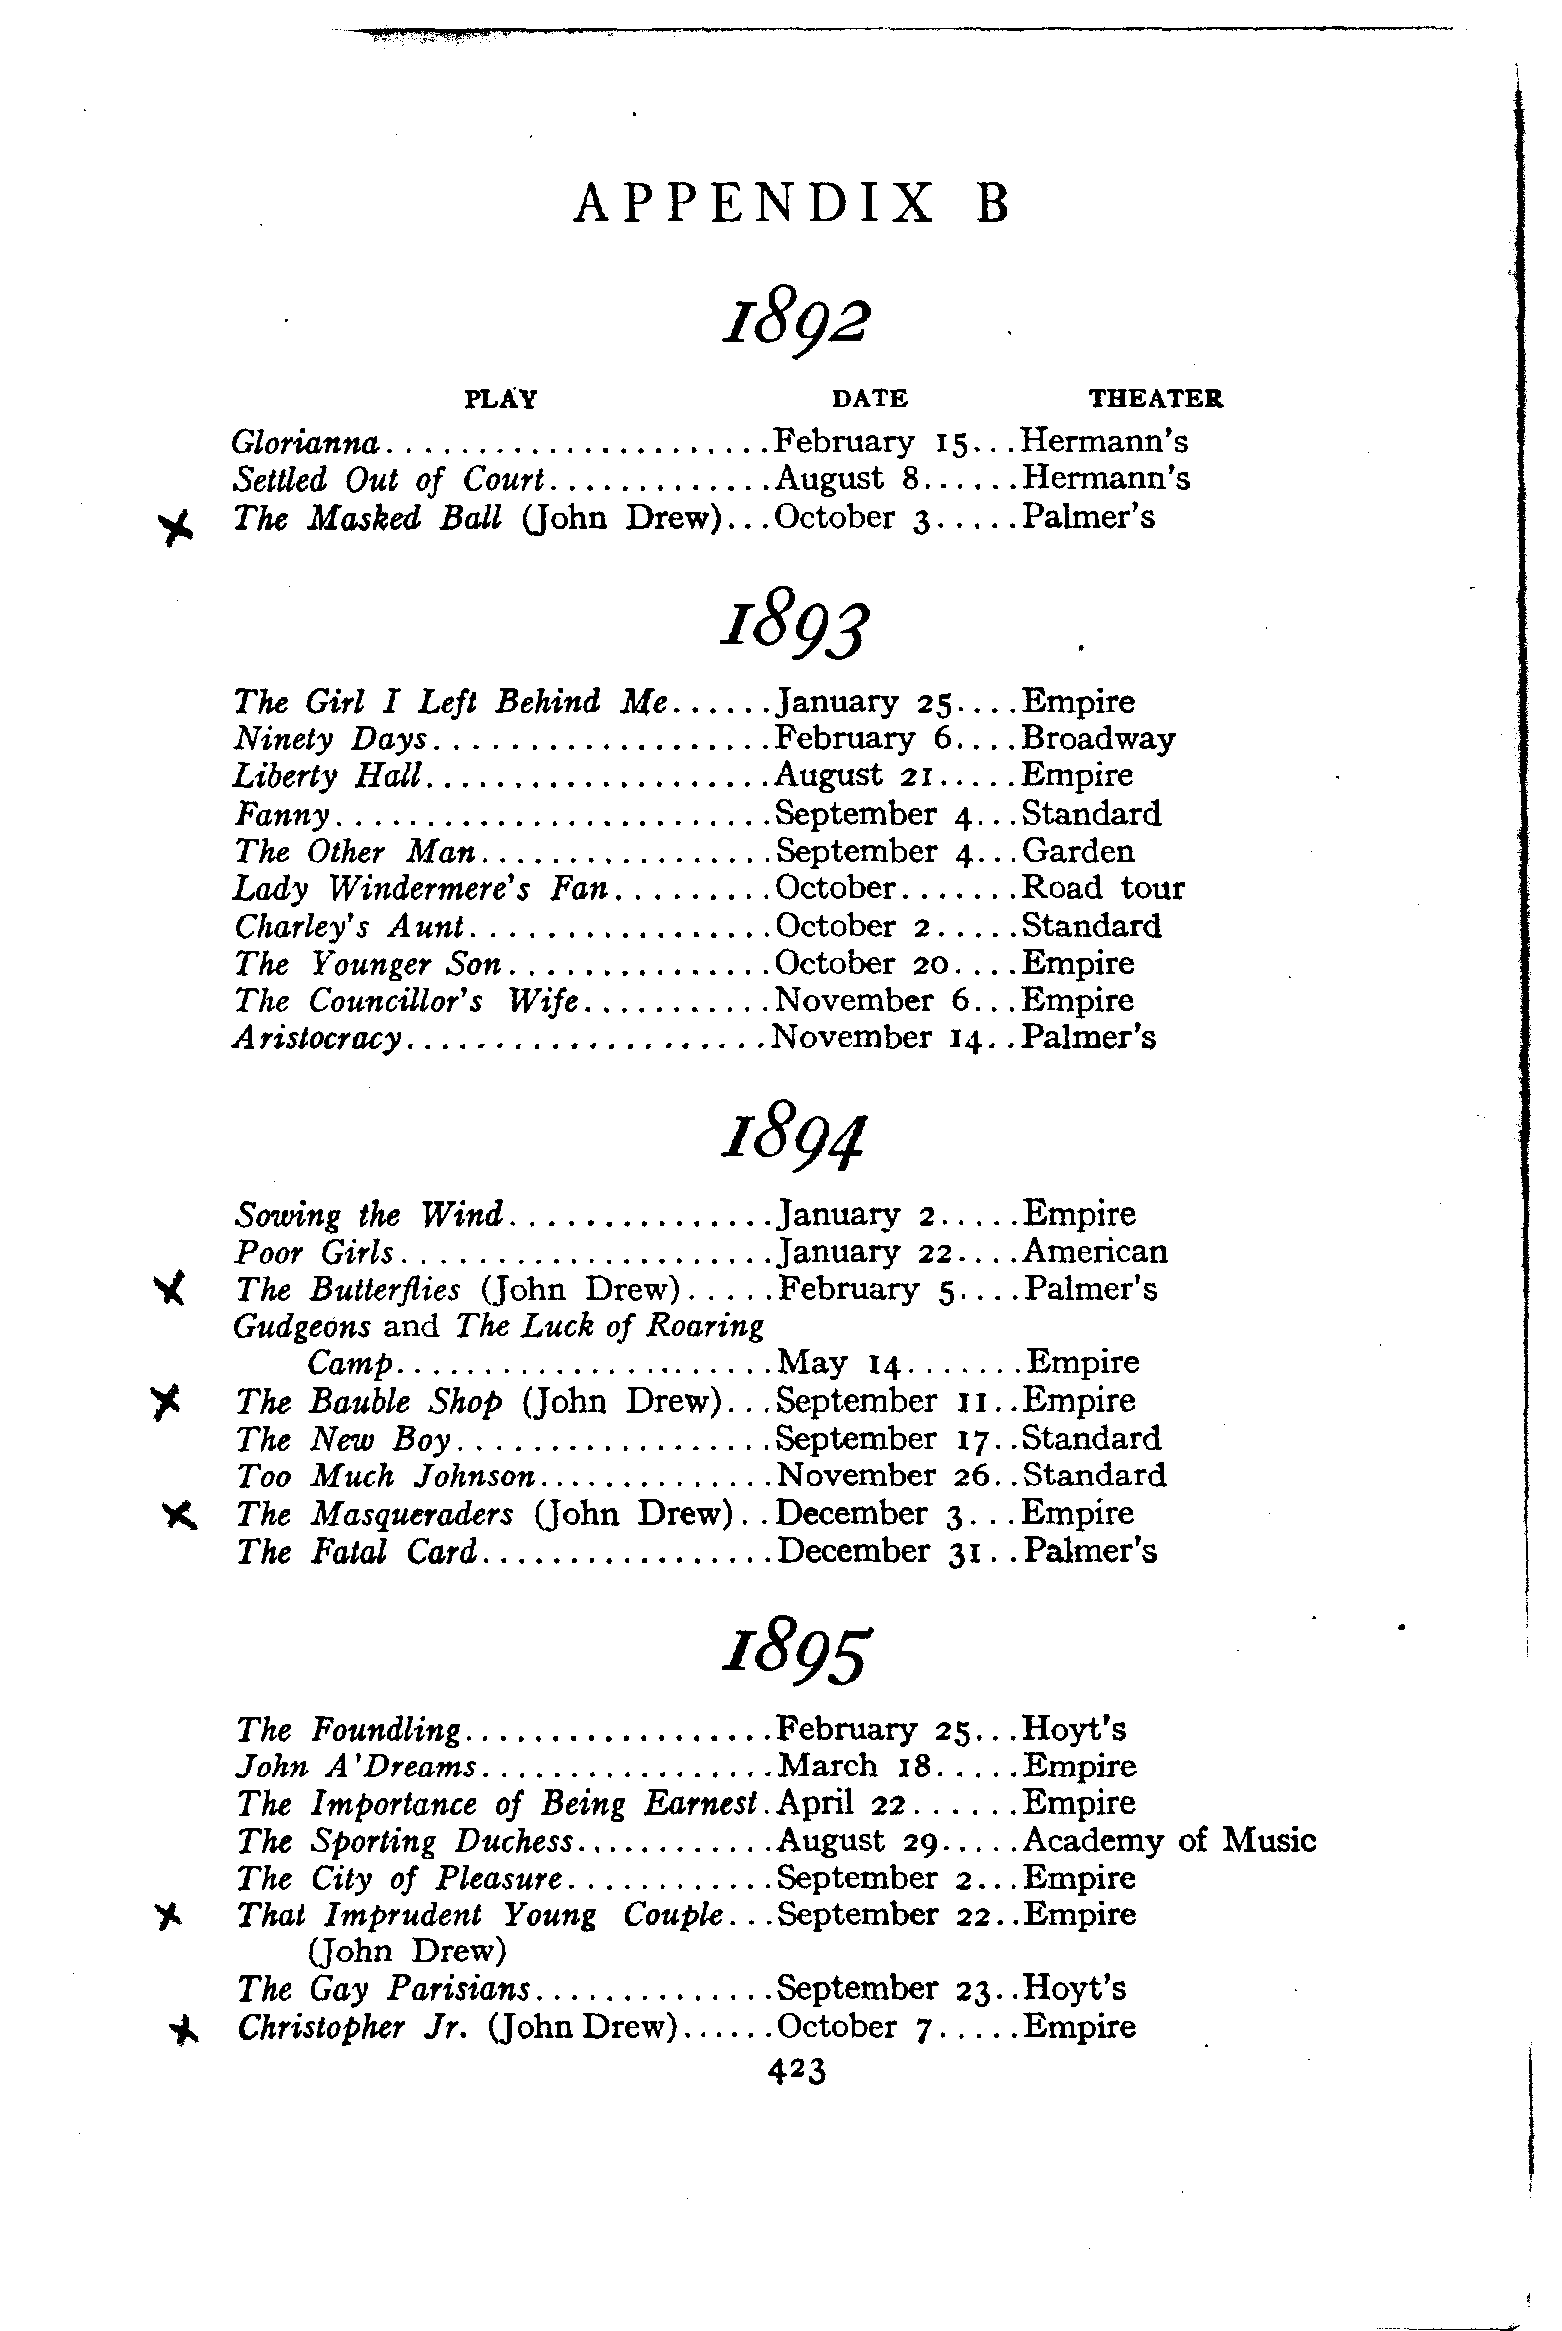 APPENDIX B
1892
PLAY DATE THEATER
Glorianna......................February 15...Hermann's
Settled Out of Court.............August 8......Hermann's
The Masked Ball (John Drew)...October 3.....Palmer's
1893
The Girl I Left Behind Me......January 25....Empire
Ninety Days...................February 6....Broadway
Liberty Hall....................August 21.....Empire
Fanny.........................September 4...Standard
The Other Man.................September 4...Garden
Lady Windermere's Fan.........October.......Road tour
Charley's Aunt.................October 2.....Standard
The Younger Son...............October 20....Empire
The Councillor's Wife...........November 6...Empire
Aristocracy.....................November 14..Palmer's
1894
Sowing the Wind...............January 2.....Empire
Poor Girls.....................January 22....American
The Butterflies (John Drew).....February 5....Palmer's
Gudgeons and The Luck of Roaring
Camp......................May 14.......Empire
The Bauble Shop (John Drew)...September 11..Empire
The New Boy..................September 17..Standard
Too Much Johnson..............November 26..Standard
The Masqueraders (John Drew)..December 3...Empire
The Fatal Card.................December 31..Palmer's
1895
The Foundling..................February 25...Hoyt's
John A'Dreams.................March 18.....Empire
The Importance of Being Earnest.April 22......Empire
The Sporting Duchess............August 29.....Academy of Music
The City of Pleasure............September 2...Empire
That Imprudent Young Couple...September 22..Empire
(John Drew)
The Gay Parisians..............September 23..Hoyt's
Christopher Jr. (John Drew)......October 7.....Empire
423